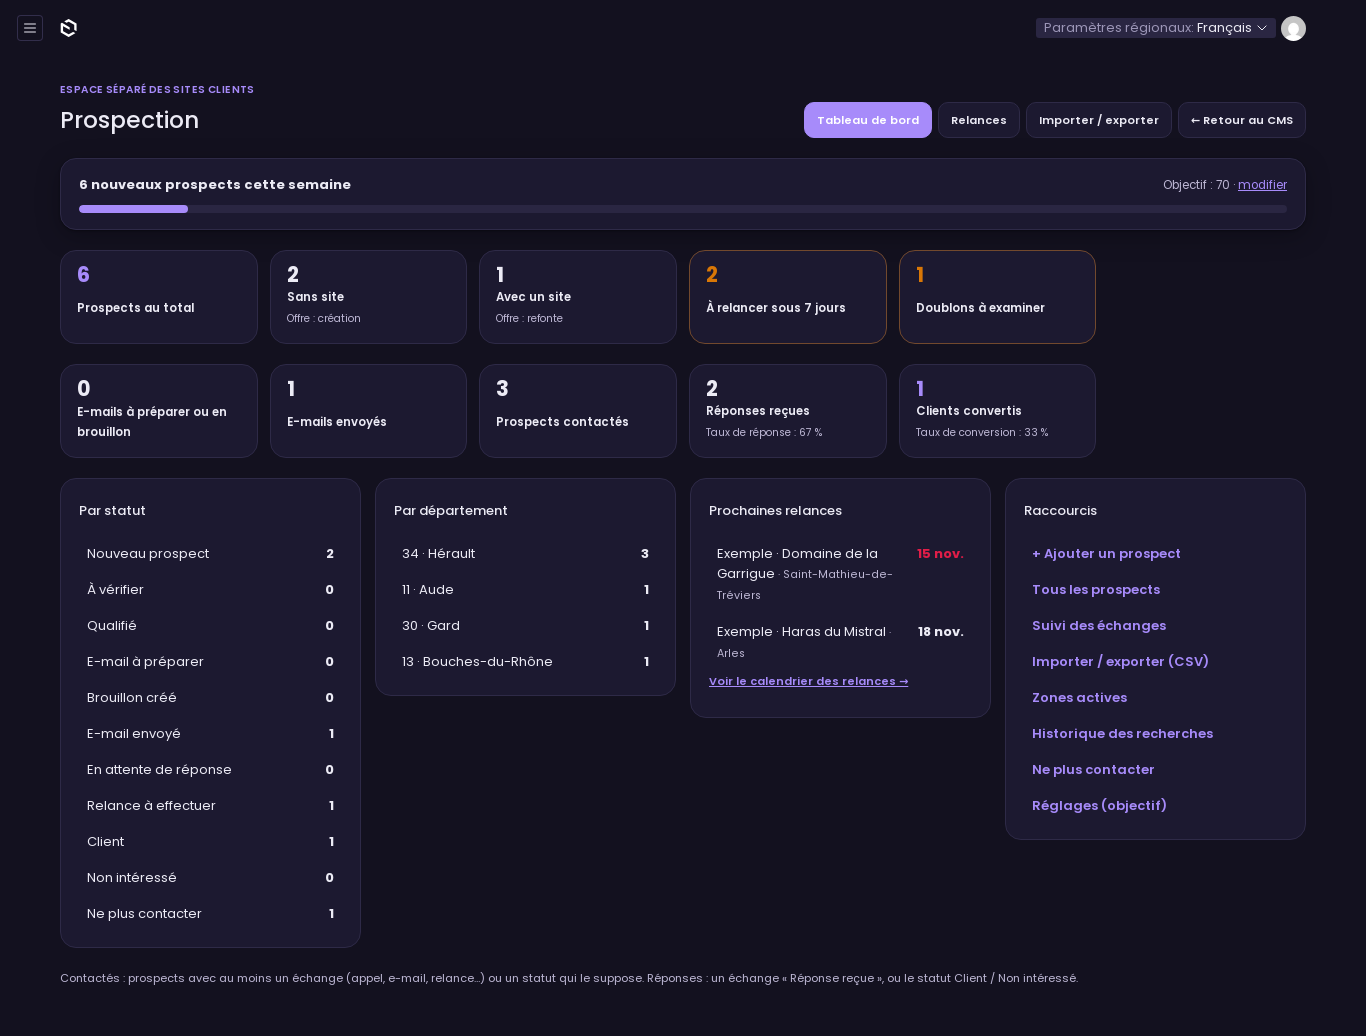 Paramètres régionaux: Français
ESPACE SÉPARÉ DES SITES CLIENTS
Prospection
Tableau de bord
Relances
Importer / exporter
← Retour au CMS
6 nouveaux prospects cette semaine
Objectif : 70 · modifier
6
Prospects au total
2
Sans site
Offre : création
1
Avec un site
Offre : refonte
2
À relancer sous 7 jours
1
Doublons à examiner
0
E-mails à préparer ou en
brouillon
1
E-mails envoyés
3
Prospects contactés
2
Réponses reçues
Taux de réponse : 67 %
1
Clients convertis
Taux de conversion : 33 %
Par statut
Nouveau prospect 2
À vérifier 0
Qualifié 0
E-mail à préparer 0
Brouillon créé 0
E-mail envoyé 1
En attente de réponse 0
Relance à effectuer 1
Client 1
Non intéressé 0
Ne plus contacter 1
Par département
34 · Hérault 3
11 · Aude 1
30 · Gard 1
13 · Bouches-du-Rhône 1
Prochaines relances
Exemple · Domaine de la 15 nov.
Garrigue · Saint-Mathieu-de-
Tréviers
Exemple · Haras du Mistral · 18 nov.
Arles
Voir le calendrier des relances →
Raccourcis
+ Ajouter un prospect
Tous les prospects
Suivi des échanges
Importer / exporter (CSV)
Zones actives
Historique des recherches
Ne plus contacter
Réglages (objectif)
Contactés : prospects avec au moins un échange (appel, e-mail, relance…) ou un statut qui le suppose. Réponses : un échange « Réponse reçue », ou le statut Client / Non intéressé.